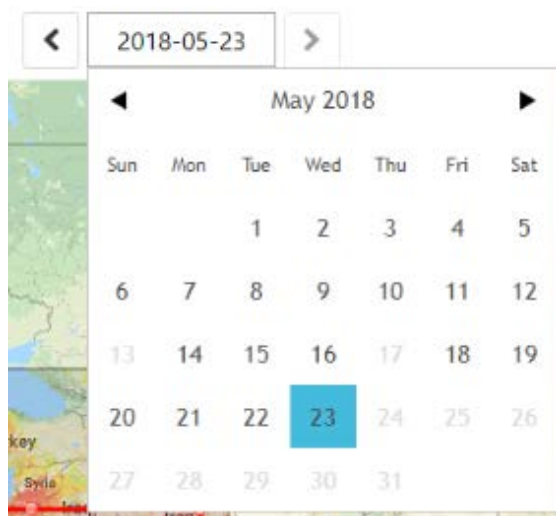 2018-05-23
May 2018
Sun Mon Tue Wed Thu Fri Sat
1 2 3 4 5
6 7 8 9 10 11 12
13 14 15 16 17 18 19
20 21 22 23 24 25 26
key
27 28 29 30 31
Syria